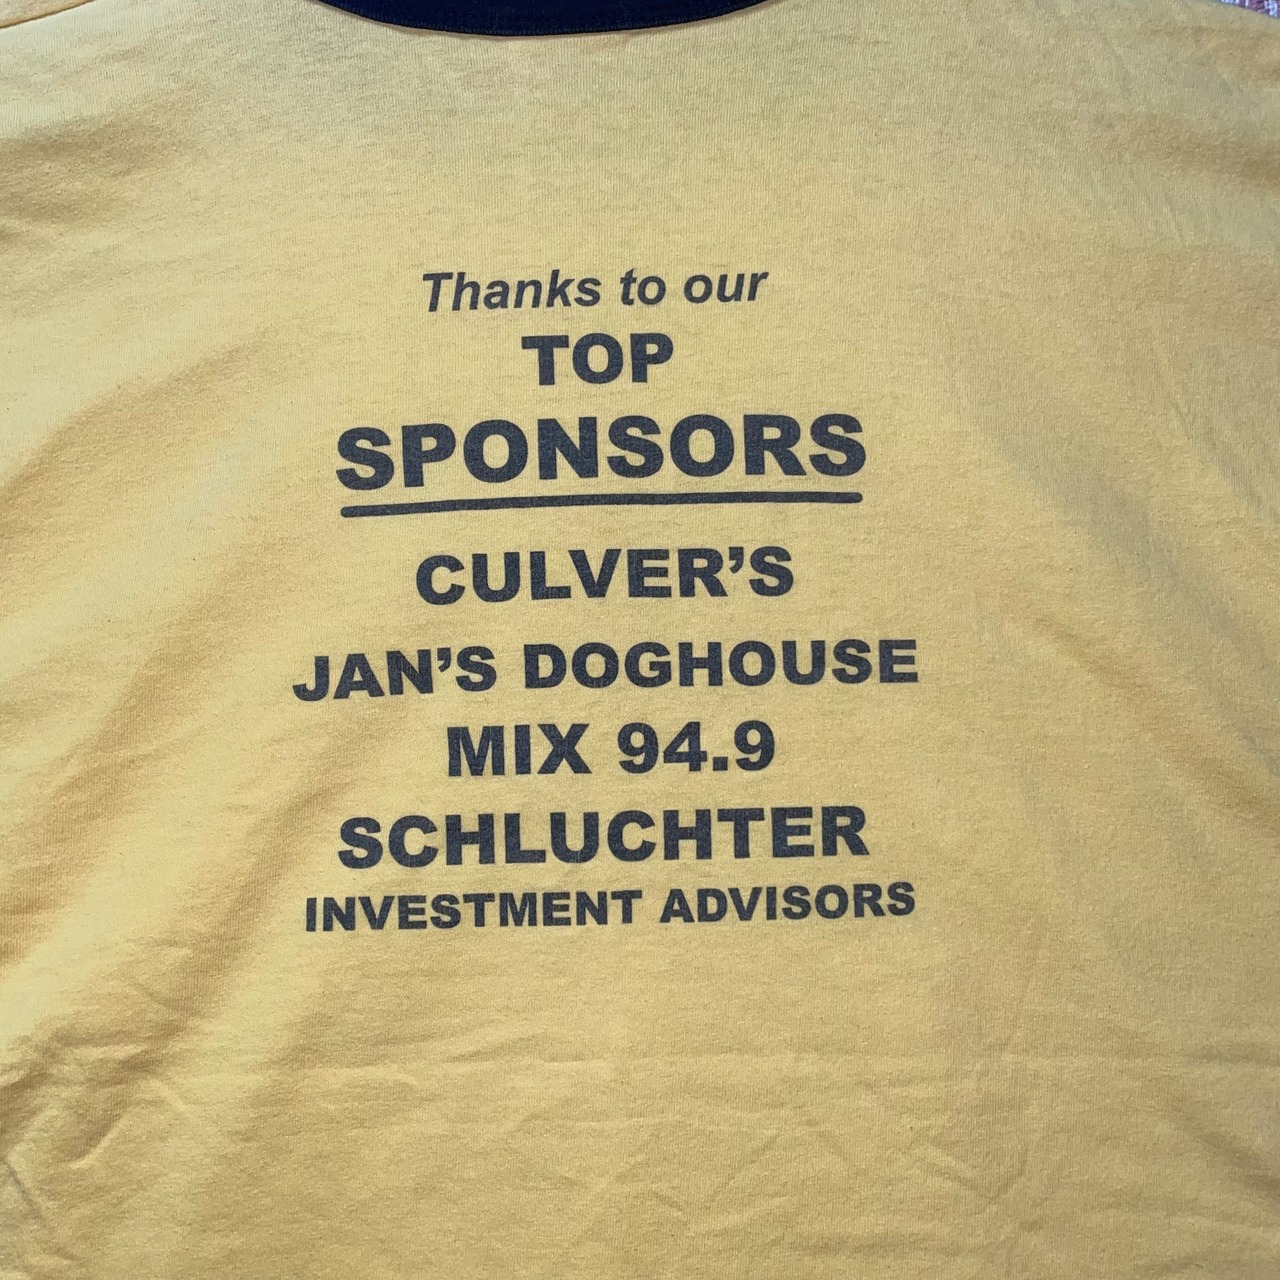 Thanks to our
TOP
SPONSORS
CULVER’S
JAN’S DOGHOUSE
MIX 94.9
SCHLUCHTER
INVESTMENT ADVISORS